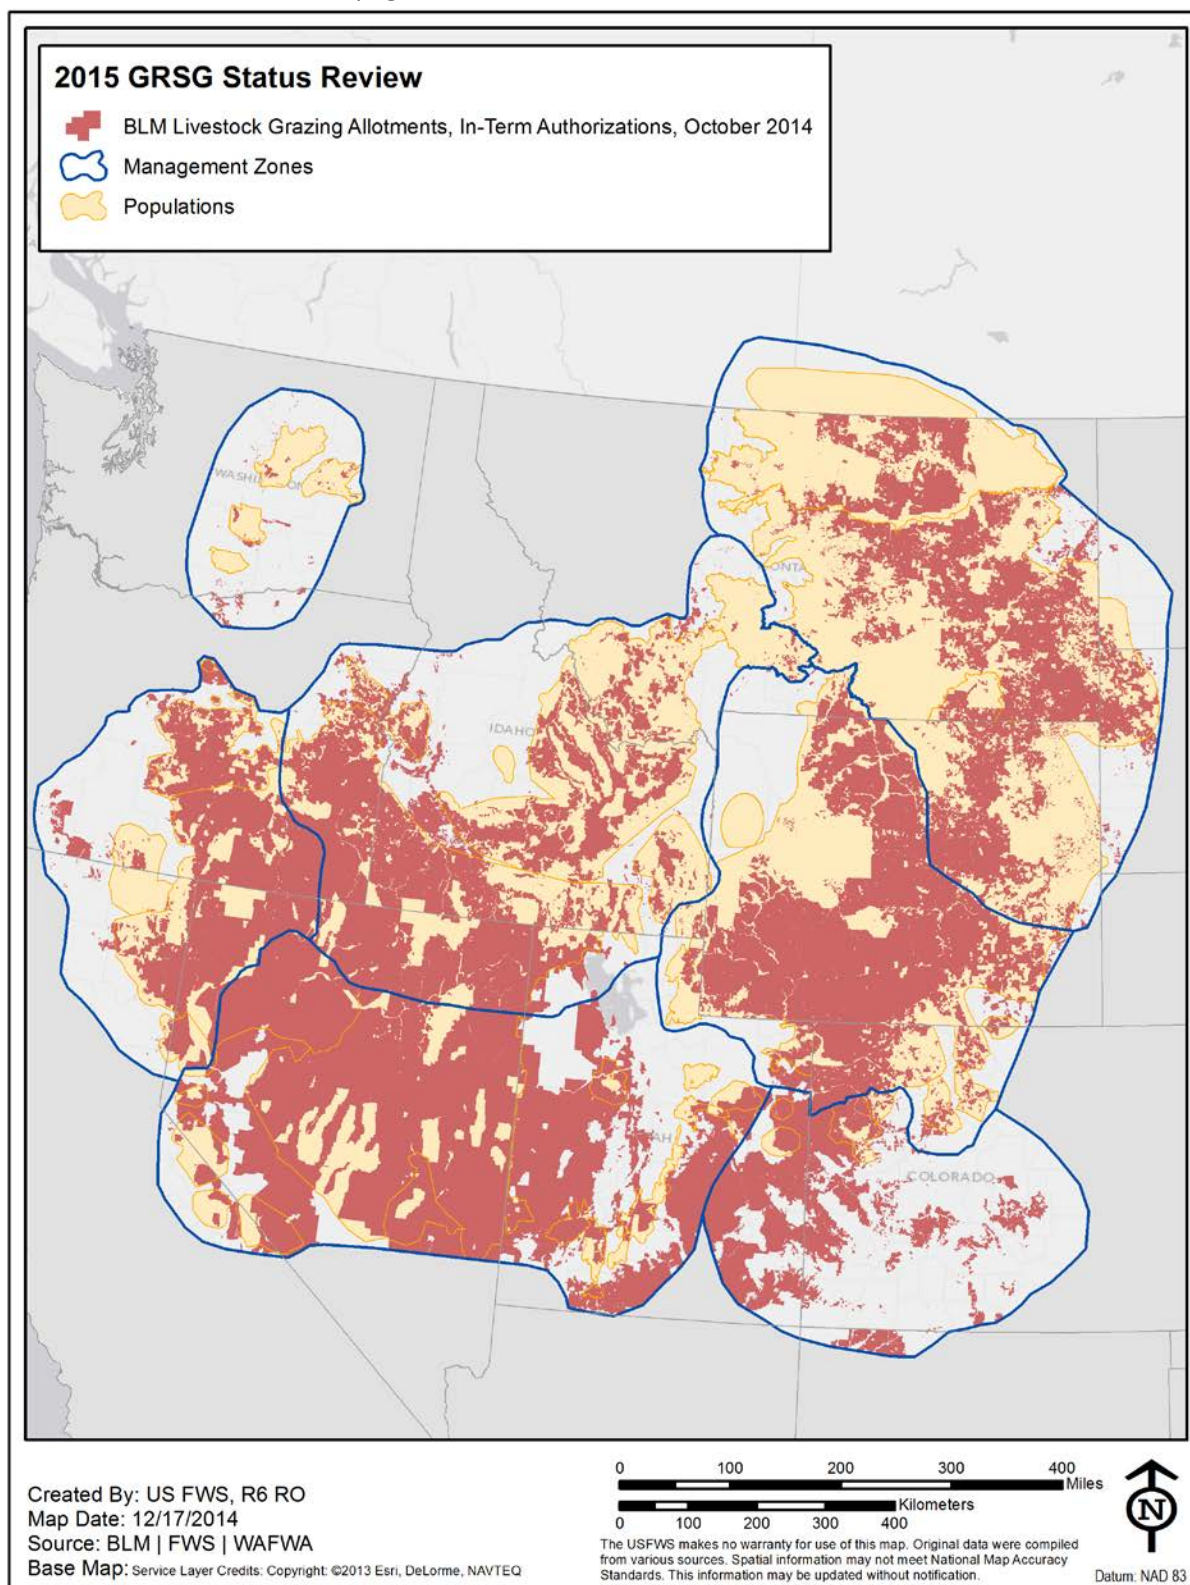 2015 GRSG Status Review
BLM Livestock Grazing Allotments, In-Term Authorizations, October 2014
Management Zones
Populations
IDAHO
COLORADO
0 100 200 300 400
Miles
Kilometers
0 100 200 300 400
The USFWS makes no warranty for use of this map. Original data were compiled
from various sources. Spatial information may not meet National Map Accuracy
Standards. This information may be updated without notification.
N
Datum: NAD 83
Created By: US FWS, R6 RO
Map Date: 12/17/2014
Source: BLM | FWS | WAFWA
Base Map: Service Layer Credits: Copyright: ©2013 Esri, DeLorme, NAVTEQ